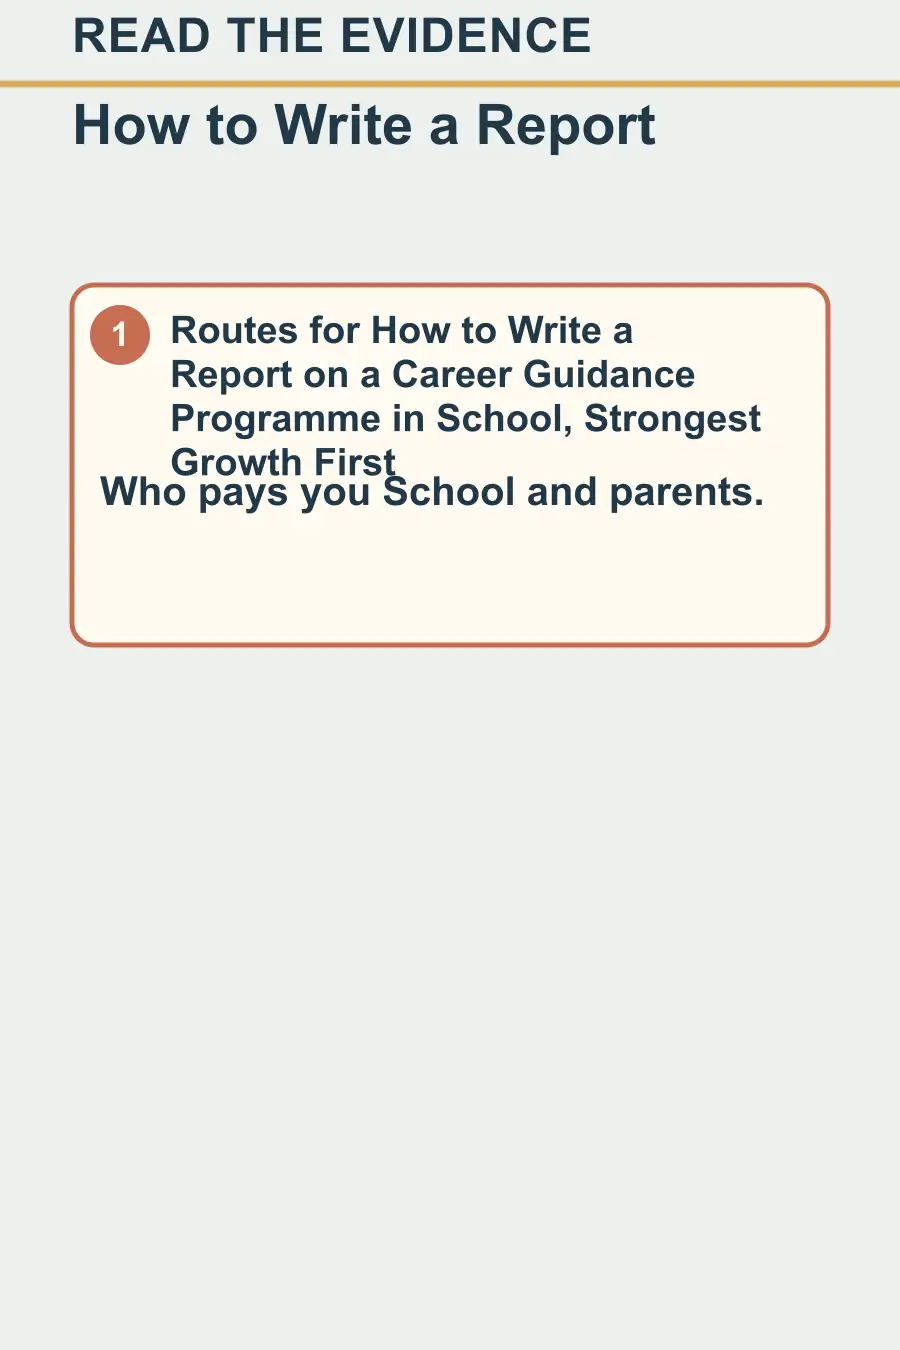 READ THE EVIDENCE
How to Write a Report
1
Routes for How to Write a
Report on a Career Guidance
Programme in School, Strongest
Growth First
Who pays you School and parents.